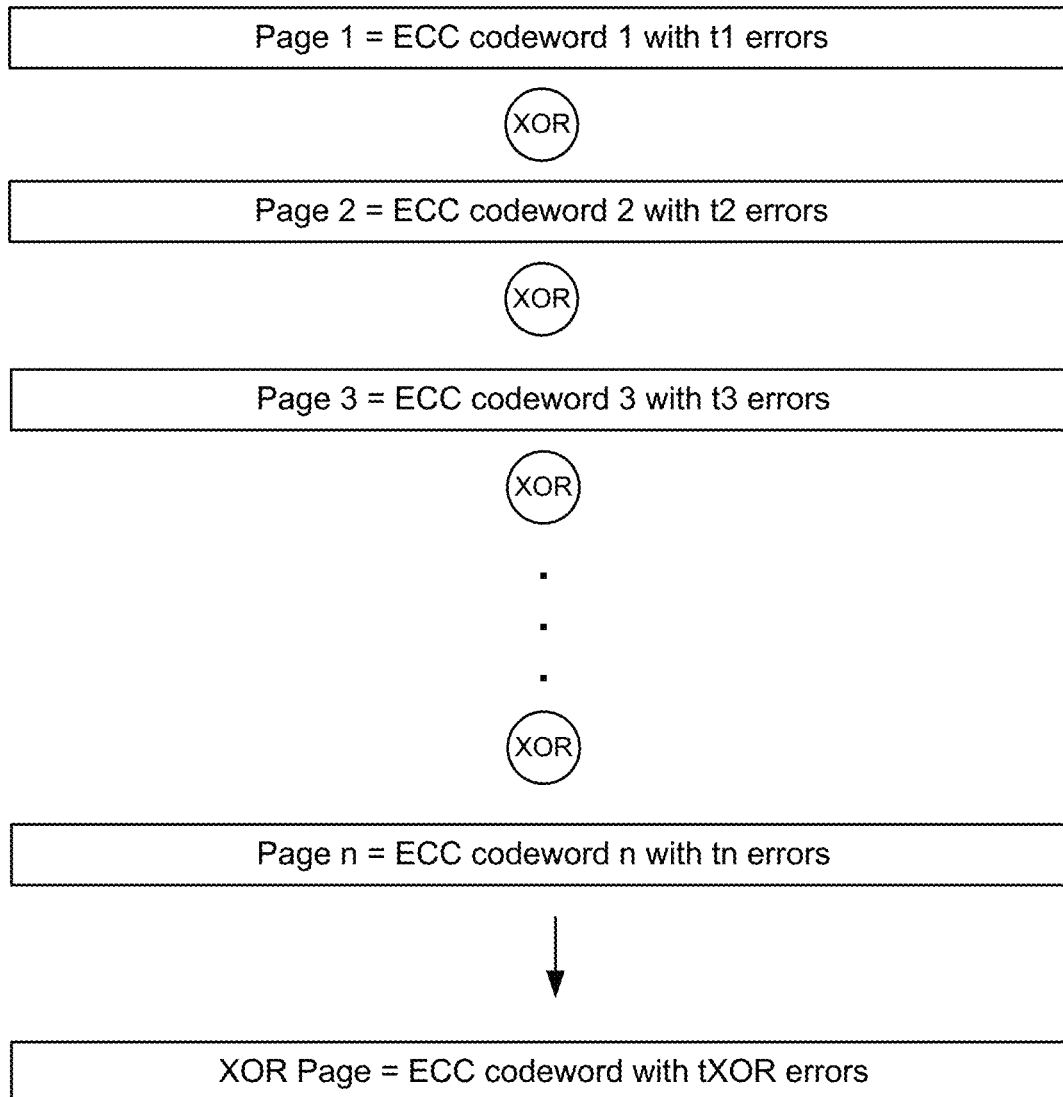 Page 1 = ECC codeword 1 with t1 errors
XOR
Page 2 = ECC codeword 2 with t2 errors
XOR
Page 3 = ECC codeword 3 with t3 errors
XOR
.
.
.
XOR
Page n = ECC codeword n with tn errors
XOR Page = ECC codeword with tXOR errors